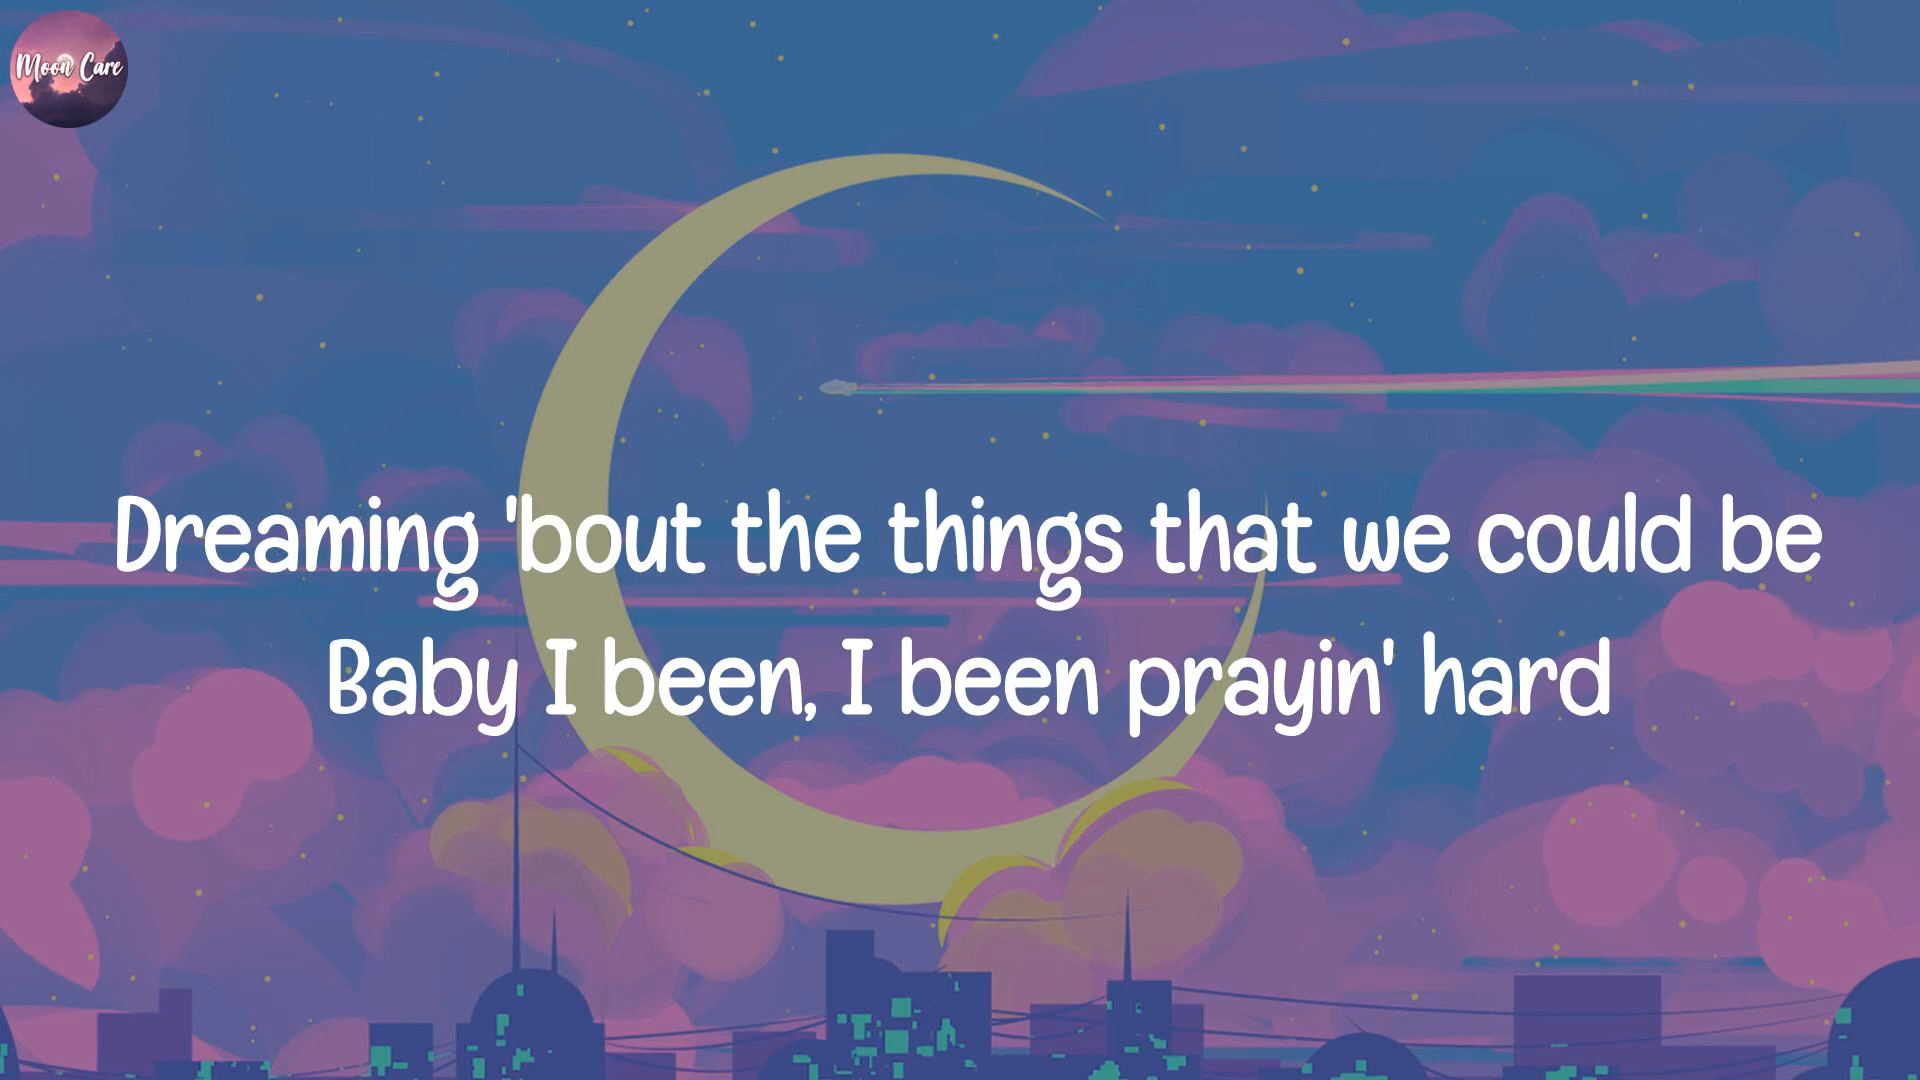 Moon Care
Dreaming 'bout the things that we could be
Baby I been, I been prayin' hard